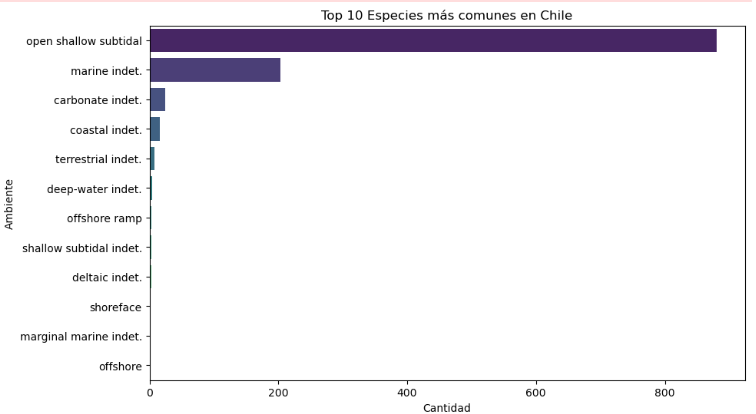 Top 10 Especies más comunes en Chile
Ambiente
open shallow subtidal
marine indet.
carbonate indet.
coastal indet.
terrestrial indet.
deep-water indet.
offshore ramp
shallow subtidal indet.
deltaic indet.
shoreface
marginal marine indet.
offshore
0 200 400 600 800
Cantidad